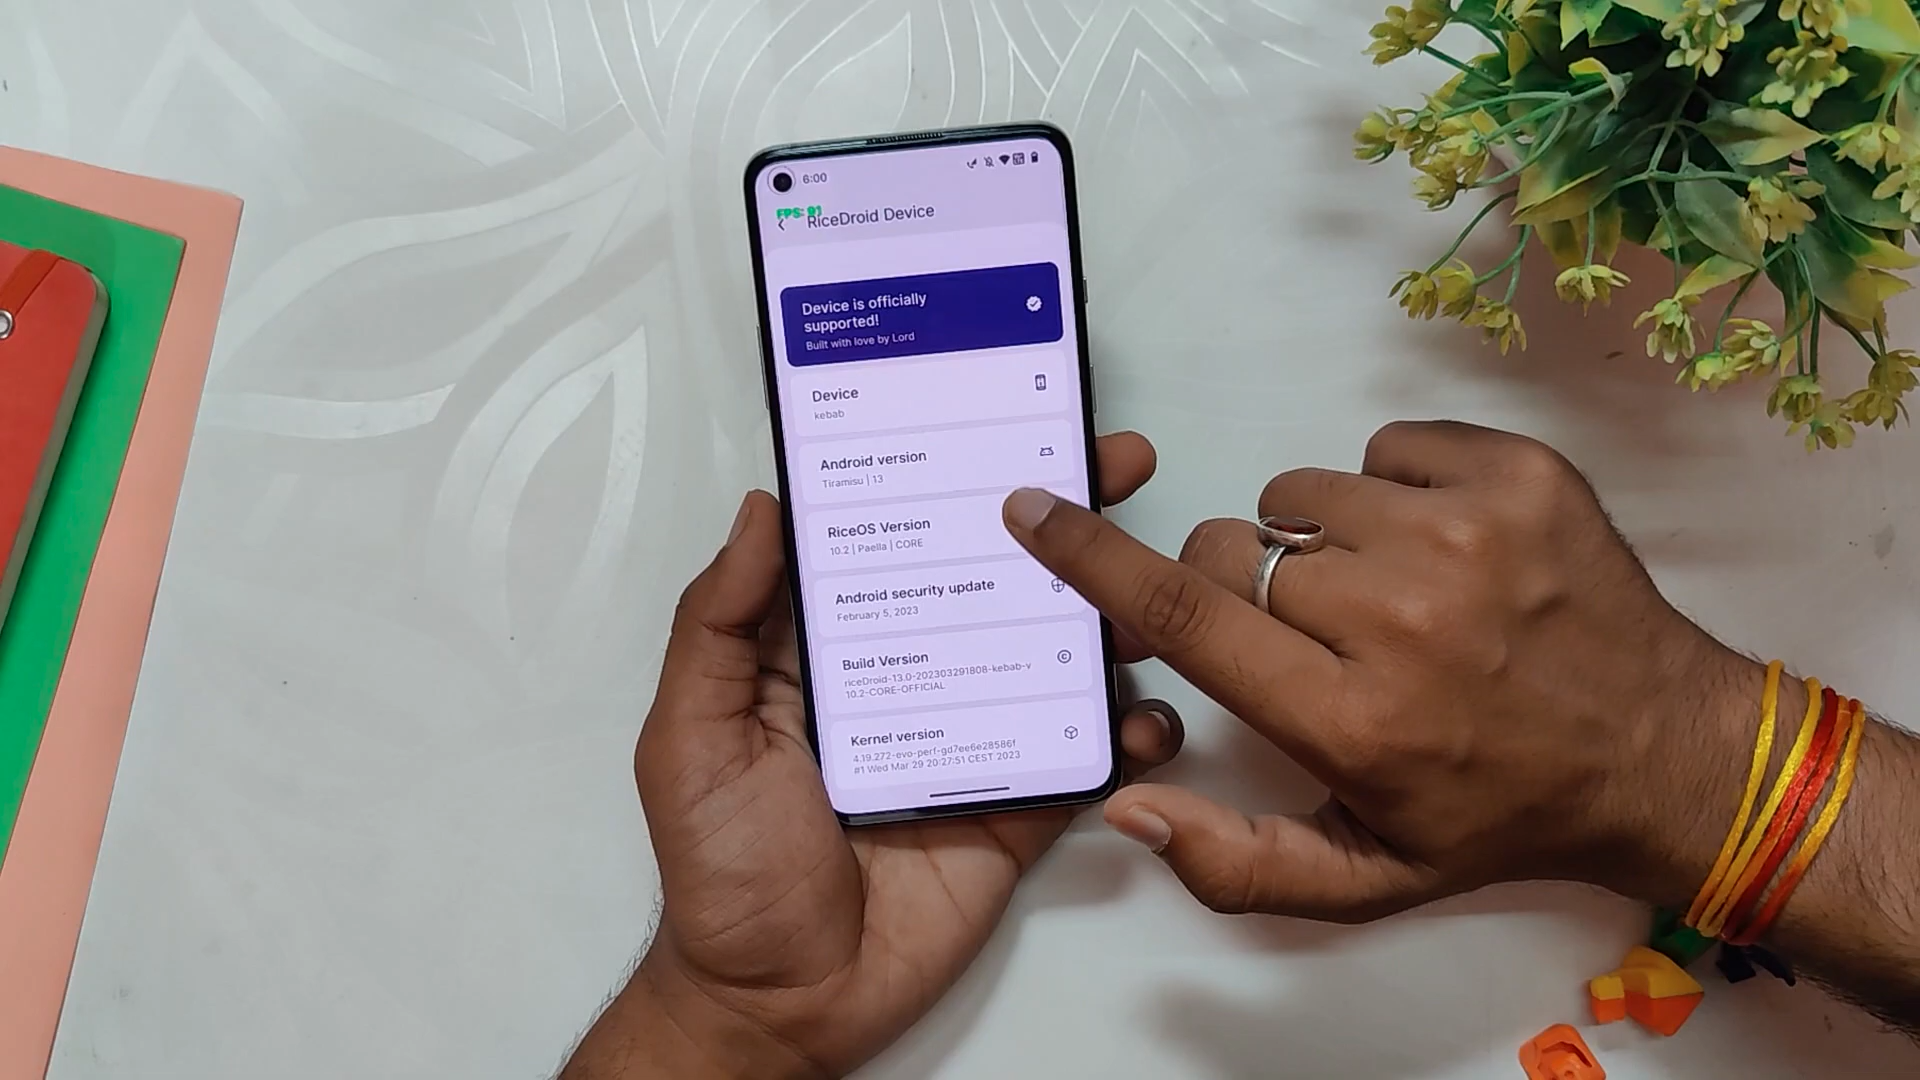 6:00
FPS: 91
RiceDroid Device
Device is officially
supported!
Built with love by Lord
Device
kebab
Android version
Tiramisu | 13
RiceOS Version
10.2 | Paella | CORE
Android security update
February 5, 2023
Build Version
riceDroid-13.0-202303291808-kebab-v
10.2-CORE-OFFICIAL
Kernel version
4.19.272-evo-perf-gd7ee6e28586f
#1 Wed Mar 29 20:27:51 CEST 2023